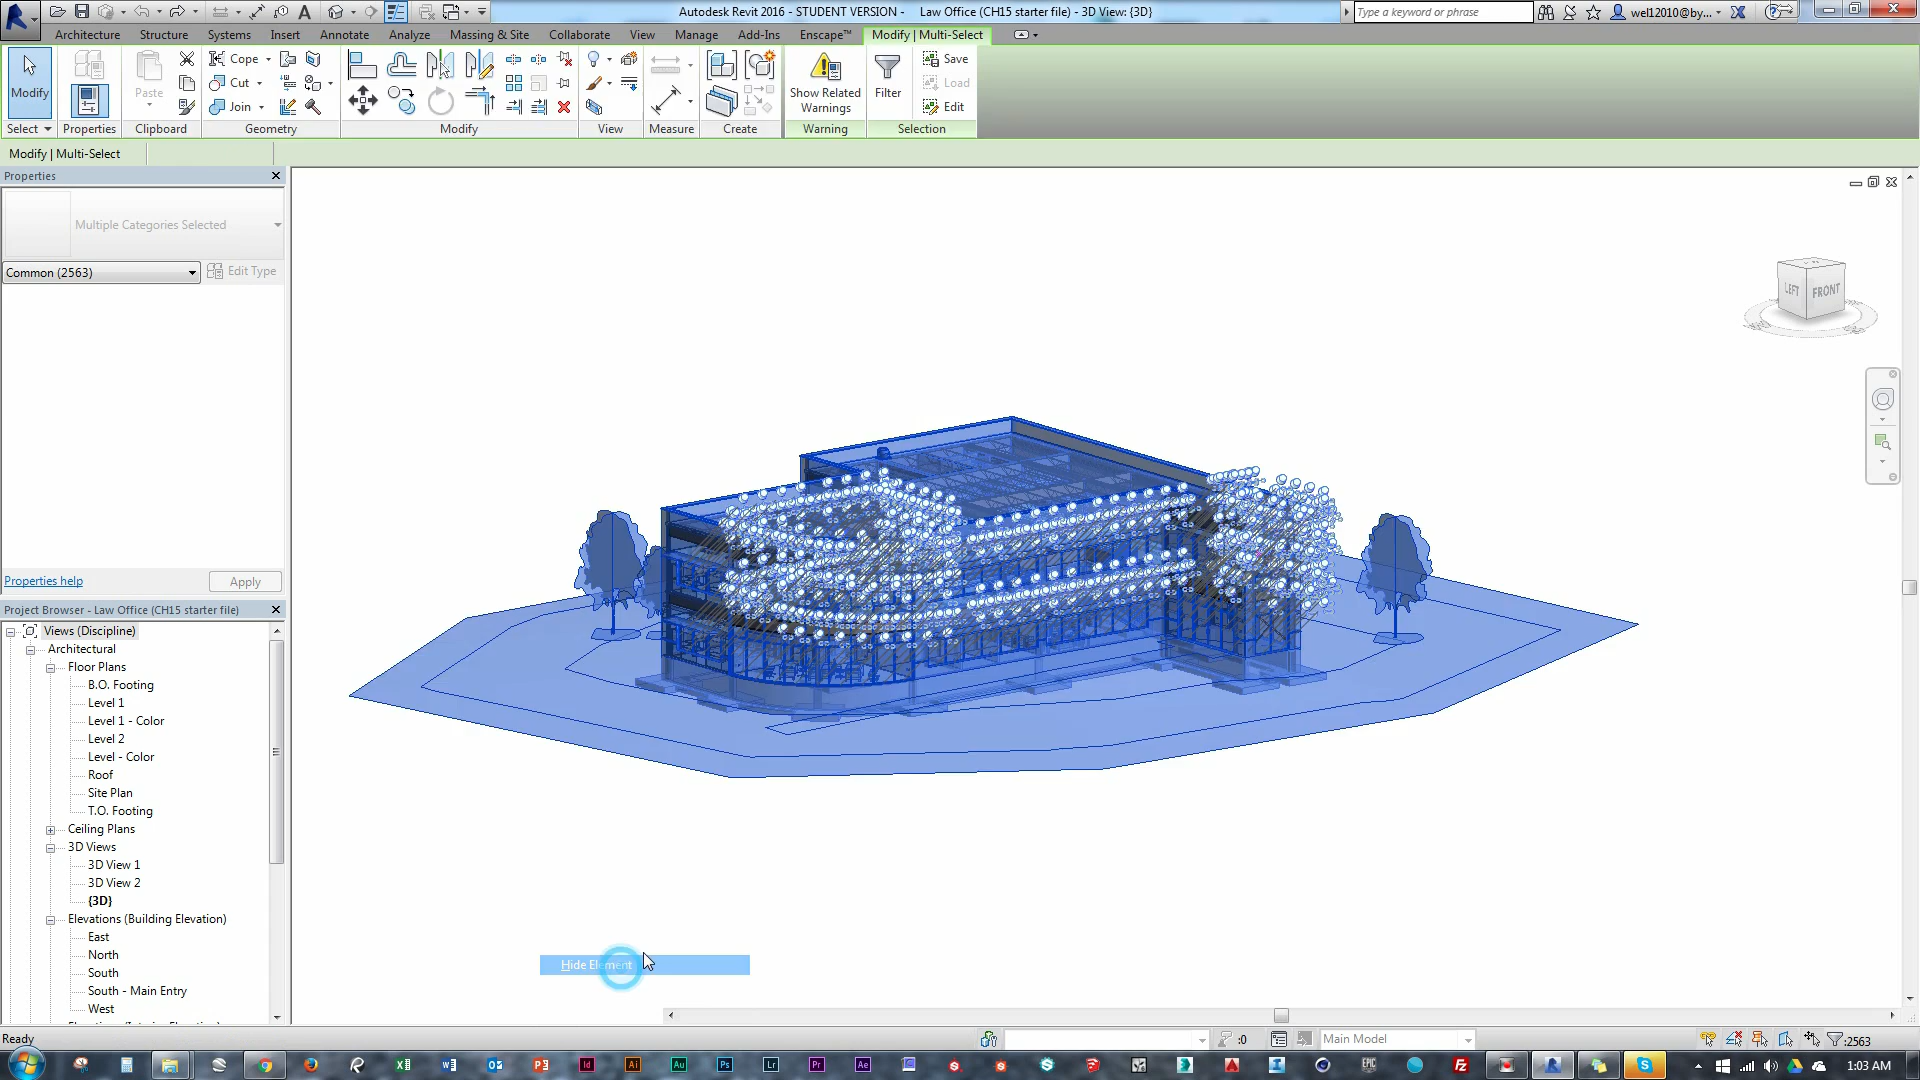 Autodesk Revit 2016 - STUDENT VERSION - Law Office (CH15 starter file) - 3D View: {3D}
Type a keyword or phrase
wel12010@by...
Architecture Structure Systems Insert Annotate Analyze Massing & Site Collaborate View Manage Add-Ins Enscape™ Modify | Multi-Select
Modify
Paste
Cope
Cut
Join
Show Related
Warnings
Filter
Save
Load
Edit
Select Properties Clipboard Geometry Modify View Measure Create Warning Selection
Modify | Multi-Select
Properties
Multiple Categories Selected
Common (2563)
Edit Type
Properties help
Apply
LEFT
FRONT
Project Browser - Law Office (CH15 starter file)
Views (Discipline)
Architectural
Floor Plans
B.O. Footing
Level 1
Level 1 - Color
Level 2
Level - Color
Roof
Site Plan
T.O. Footing
Ceiling Plans
3D Views
3D View 1
3D View 2
{3D}
Elevations (Building Elevation)
East
North
South
South - Main Entry
West
Hide Element
Ready
:0
Main Model
:2563
1:03 AM